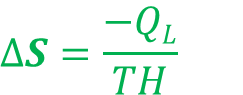 ΔS = −Q_L / TH